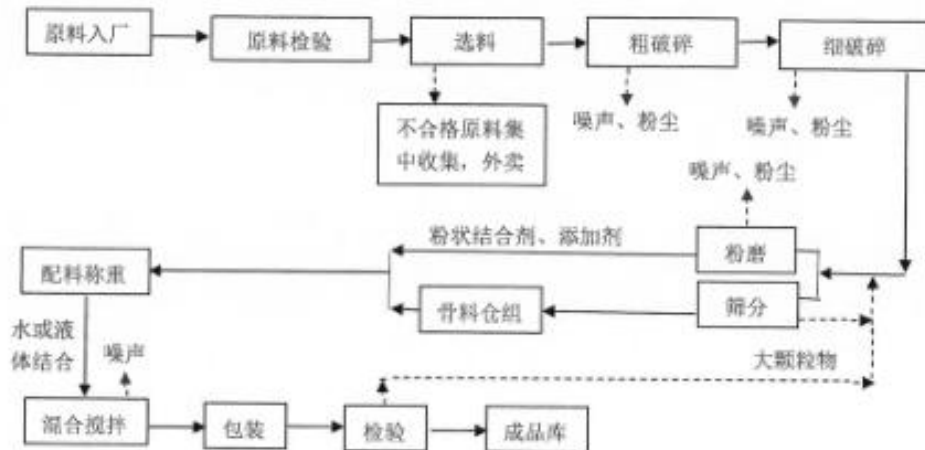 原料入厂
原料检验
选料
粗破碎
细破碎
不合格原料集
中收集，外卖
噪声、粉尘
噪声、粉尘
噪声、粉尘
粉状结合剂、添加剂
粉磨
配料称重
骨料仓组
筛分
水或液
体结合
噪声
大颗粒物
混合搅拌
包装
检验
成品库